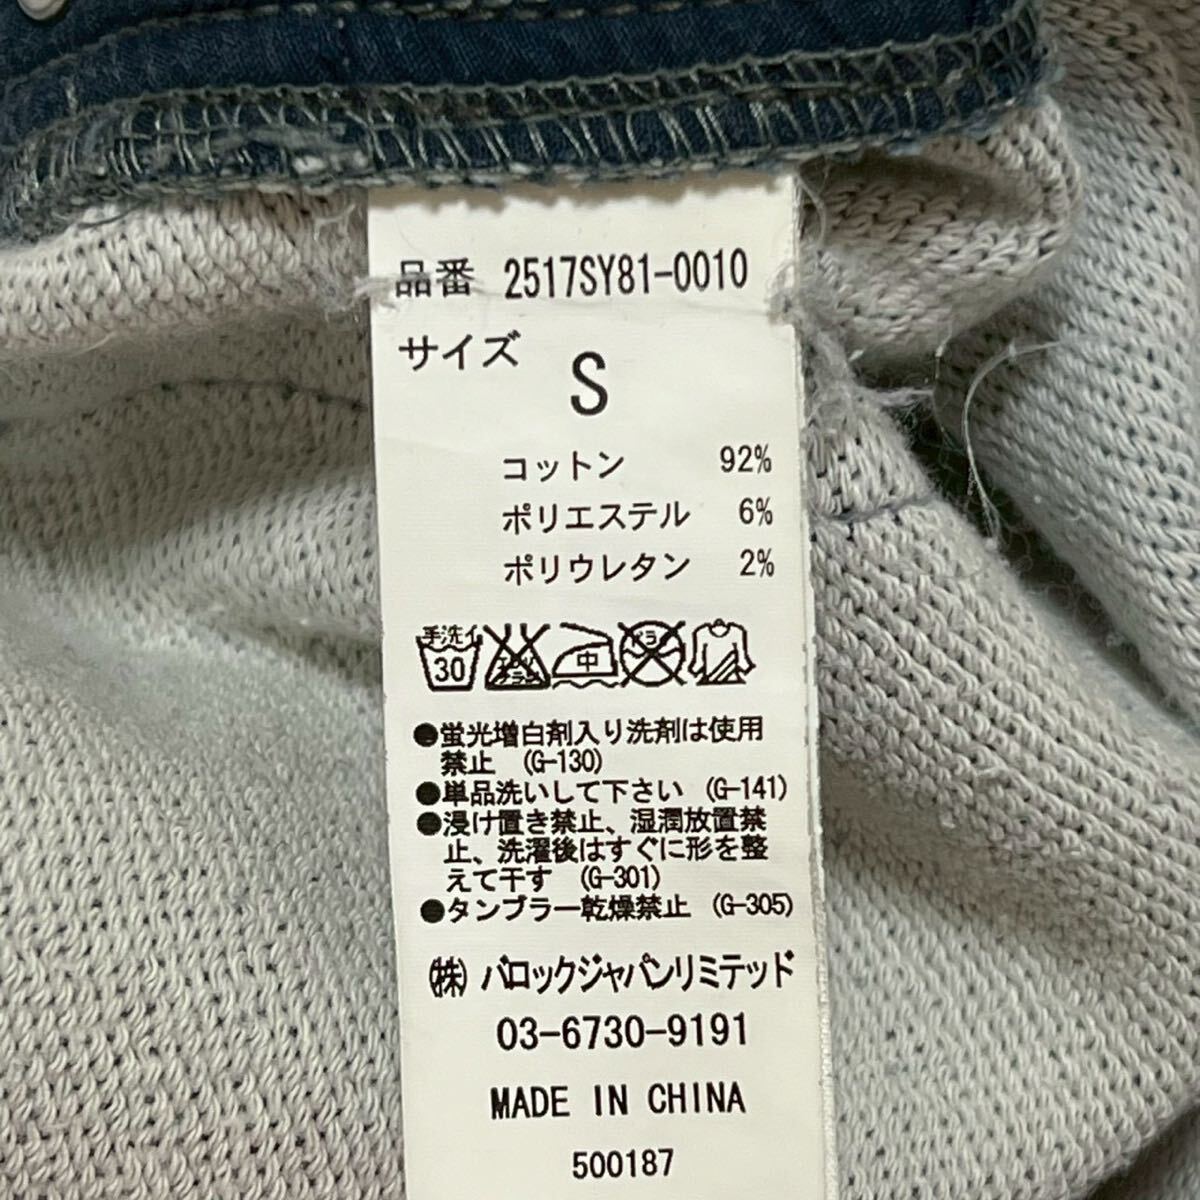 品番 2517SY81-0010
サイズ
S
コットン 92%
ポリエステル 6%
ポリウレタン 2%
手洗イ
30
中
●蛍光増白剤入り洗剤は使用
禁止 (G-130)
●単品洗いして下さい (G-141)
●浸け置き禁止、湿潤放置禁
止、洗濯後はすぐに形を整
えて干す (G-301)
●タンブラー乾燥禁止 (G-305)
㈱バロックジャパンリミテッド
03-6730-9191
MADE IN CHINA
500187